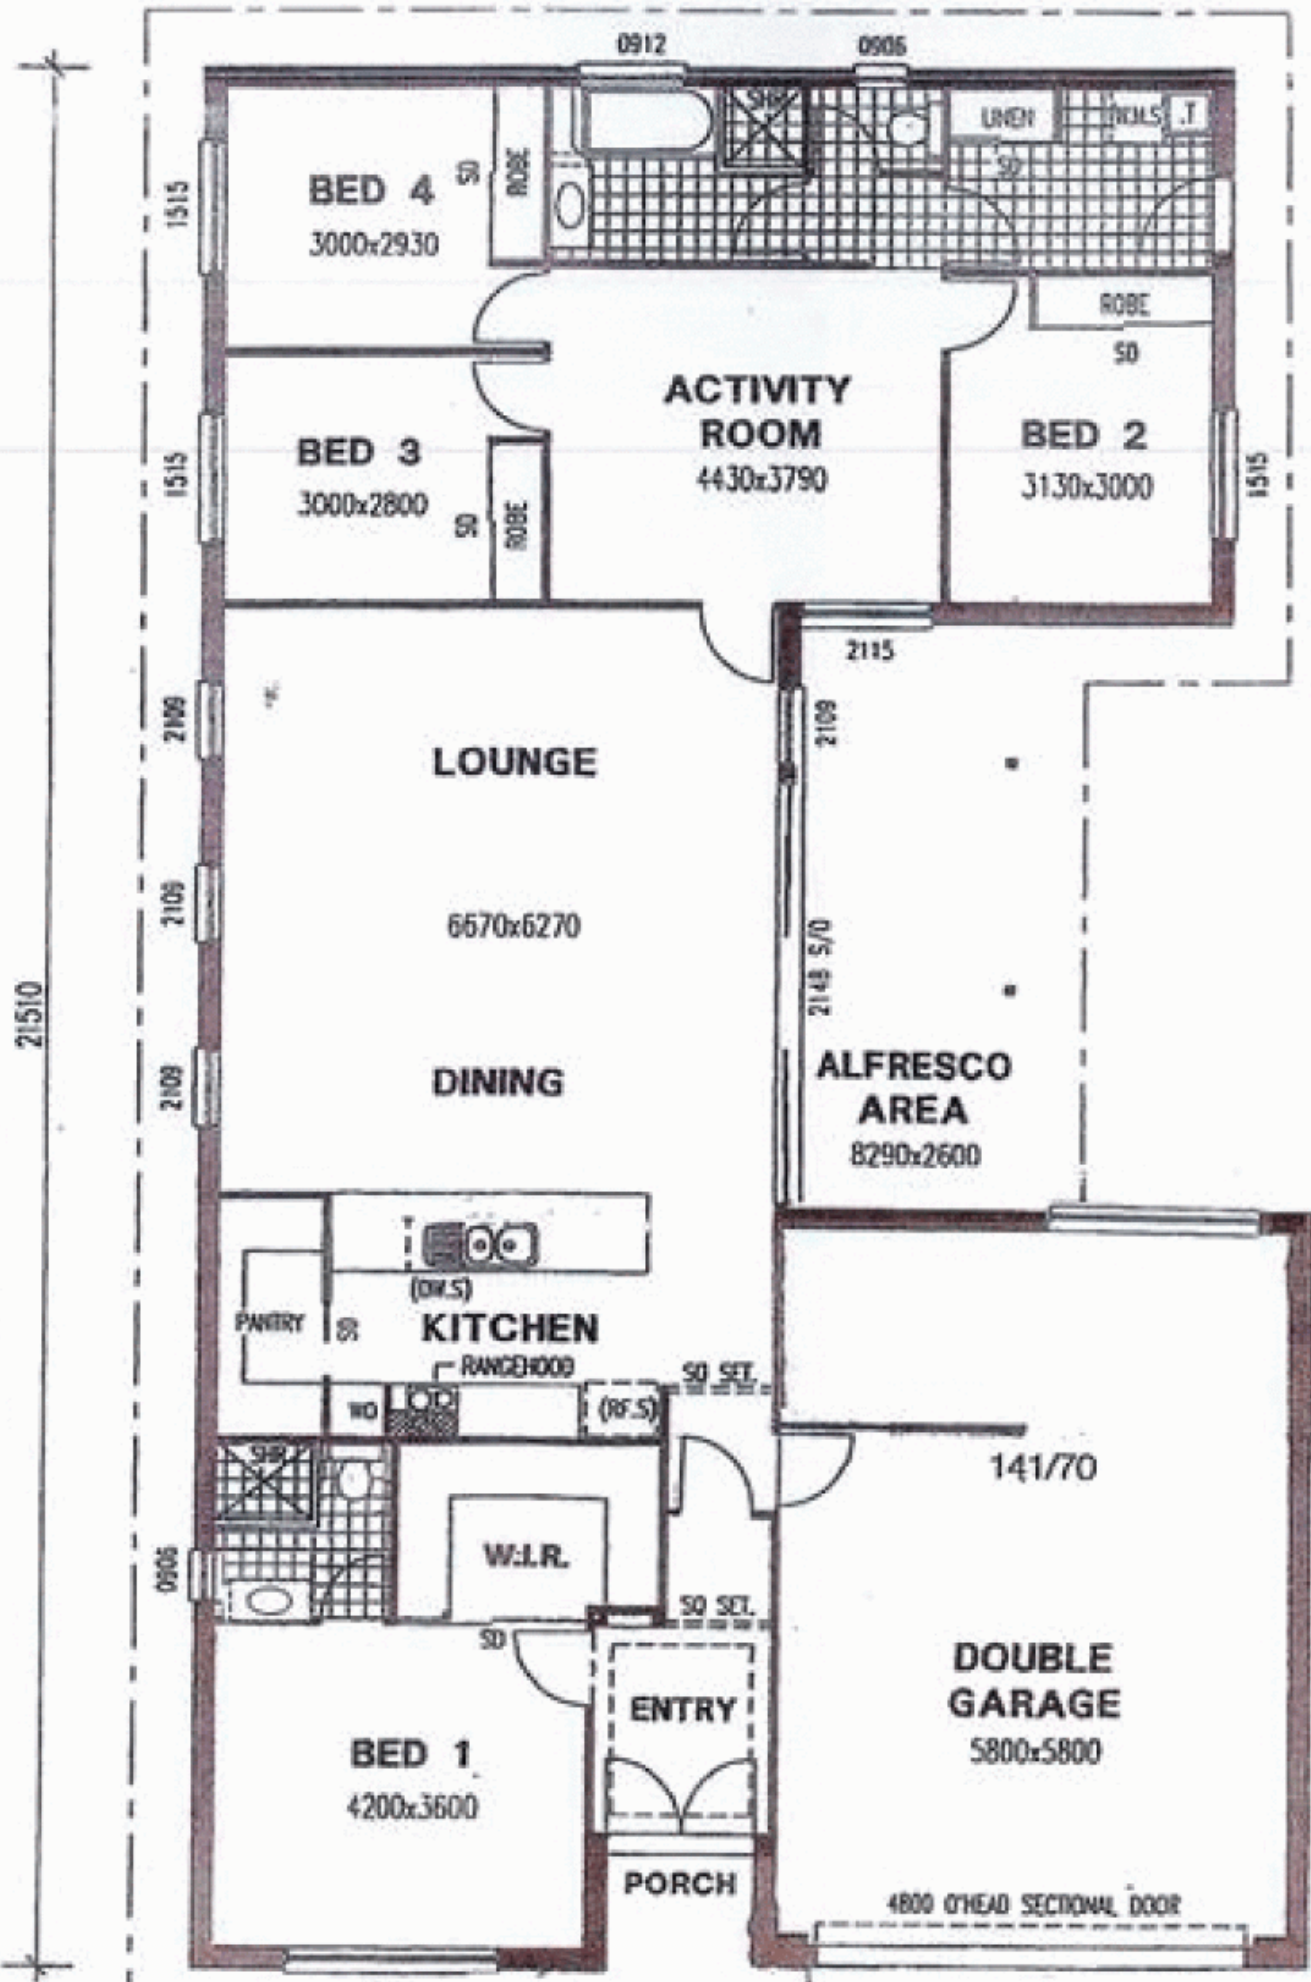 0912
0906
SHR
LINEN
W.M.S
.T
SD
BED 4
3000x2930
SD
ROBE
1515
ROBE
SD
ACTIVITY
ROOM
4430x3790
BED 3
3000x2800
SD
ROBE
1515
BED 2
3130x3000
1515
2115
2109
2109
LOUNGE
6670x6270
2109
2148 S/D
21510
DINING
2109
ALFRESCO
AREA
8290x2600
(DW.S)
PANTRY
SD
KITCHEN
RANGEHOOD
SQ SET.
WO
(RF.S)
SHR
141/70
W.I.R.
0906
SQ SET.
SD
ENTRY
DOUBLE
GARAGE
5800x5800
BED 1
4200x3600
PORCH
4800 O'HEAD SECTIONAL DOOR